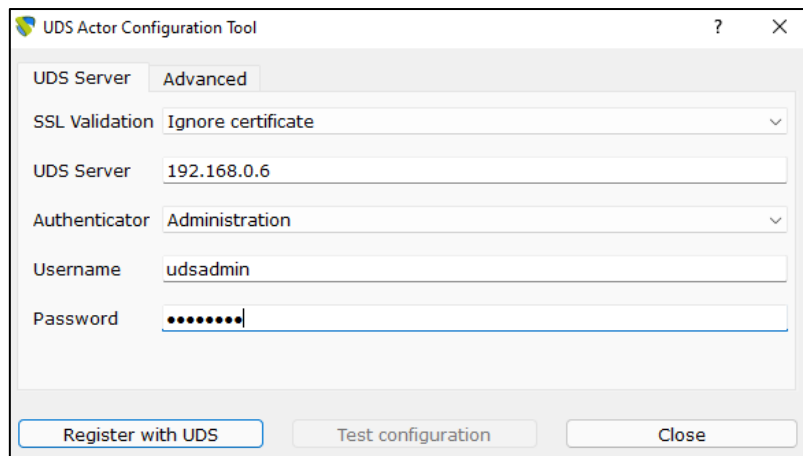 UDS Actor Configuration Tool ?
UDS Server Advanced
SSL Validation Ignore certificate
UDS Server 192.168.0.6
Authenticator Administration
Username udsadmin
Password ●●●●●●●●
Register with UDS Test configuration Close